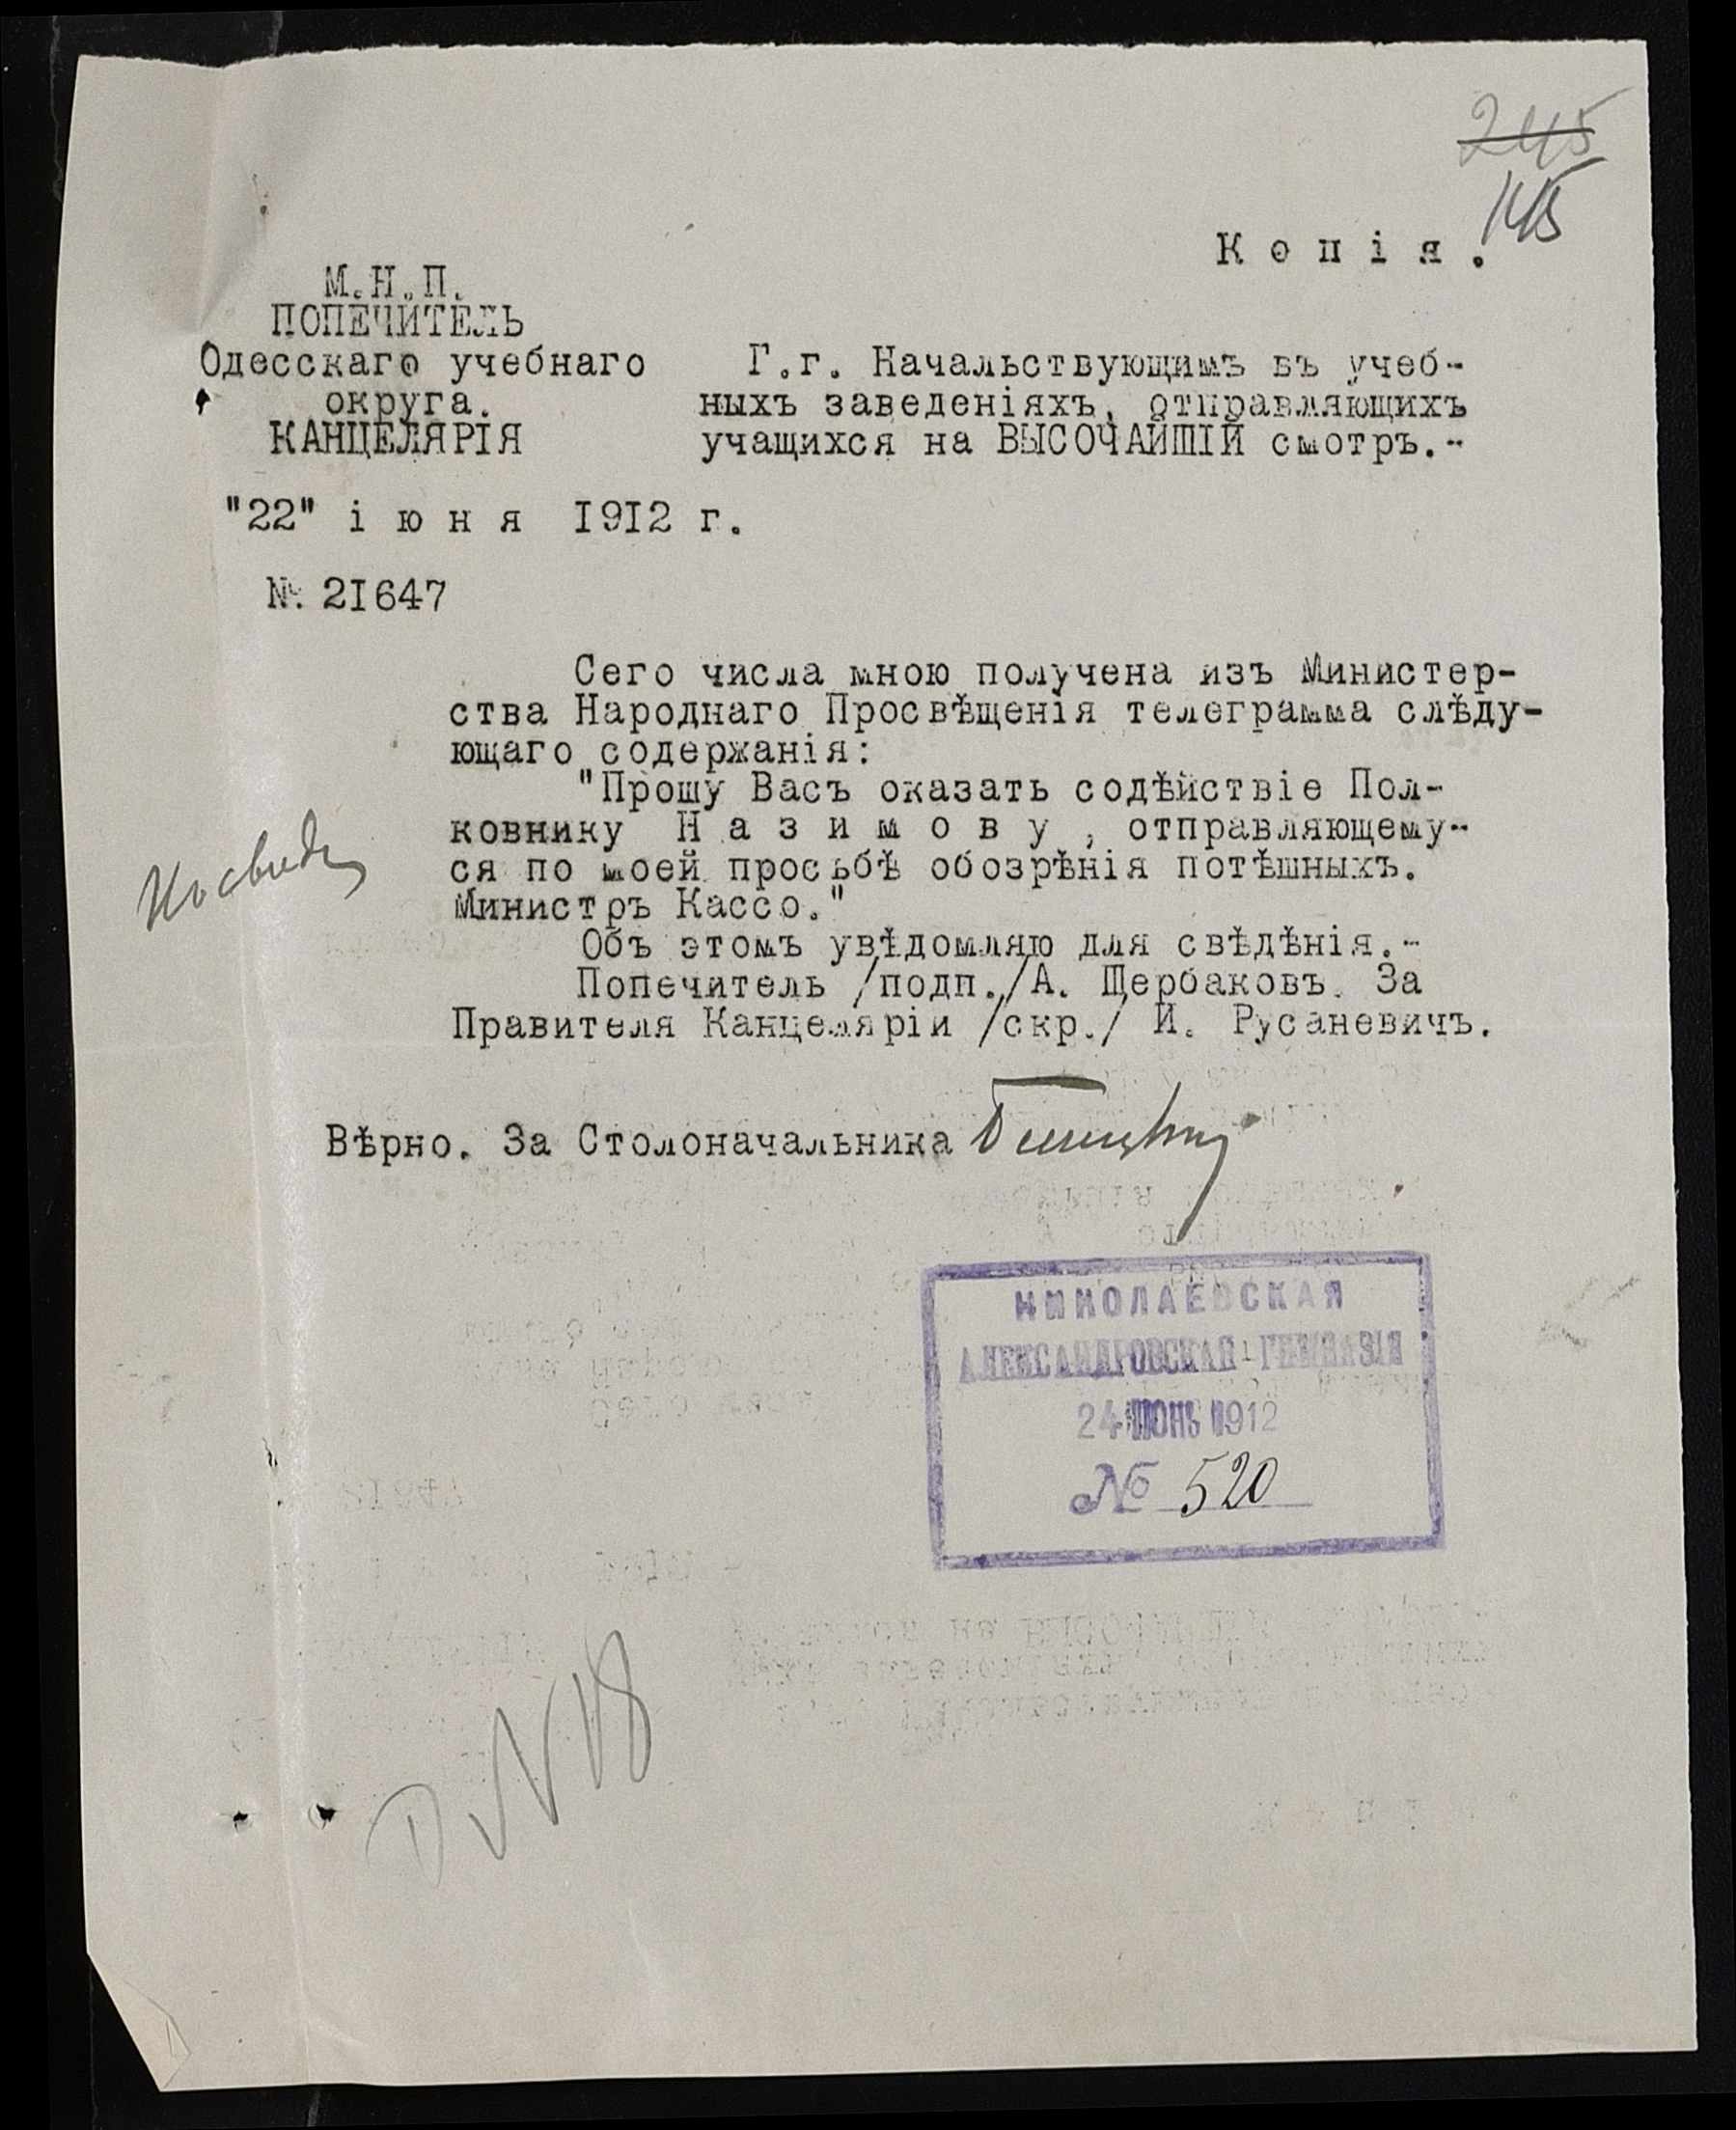 245
145
Копія.
М.Н.П.
ПОПЕЧИТЕЛЬ
Одесскаго учебнаго
округа.
КАНЦЕЛЯРІЯ
"22" іюня 1912 г.
№ 21647
Г.г. Начальствующимъ въ учеб-
ныхъ заведеніяхъ, отправляющихъ
учащихся на ВЫСОЧАЙШІЙ смотръ.-
Сего числа мною получена изъ Министер-
ства Народнаго Просвѣщенія телеграмма слѣду-
ющаго содержанія:
"Прошу Васъ оказать содѣйствіе Пол-
ковнику Назимову, отправляющему-
ся по моей просьбѣ обозрѣнія потѣшныхъ.
Министръ Кассо."
Объ этомъ увѣдомляю для свѣдѣнія.-
Попечитель /подп./А. Щербаковъ. За
Правителя Канцеляріи /скр./ И. Русаневичъ.
Вѣрно. За Столоначальника
НИКОЛАЕВСКАЯ
АЛЕКСАНДРОВСКАЯ ГИМНАЗІЯ
24 ІЮНЬ 1912
№ 520